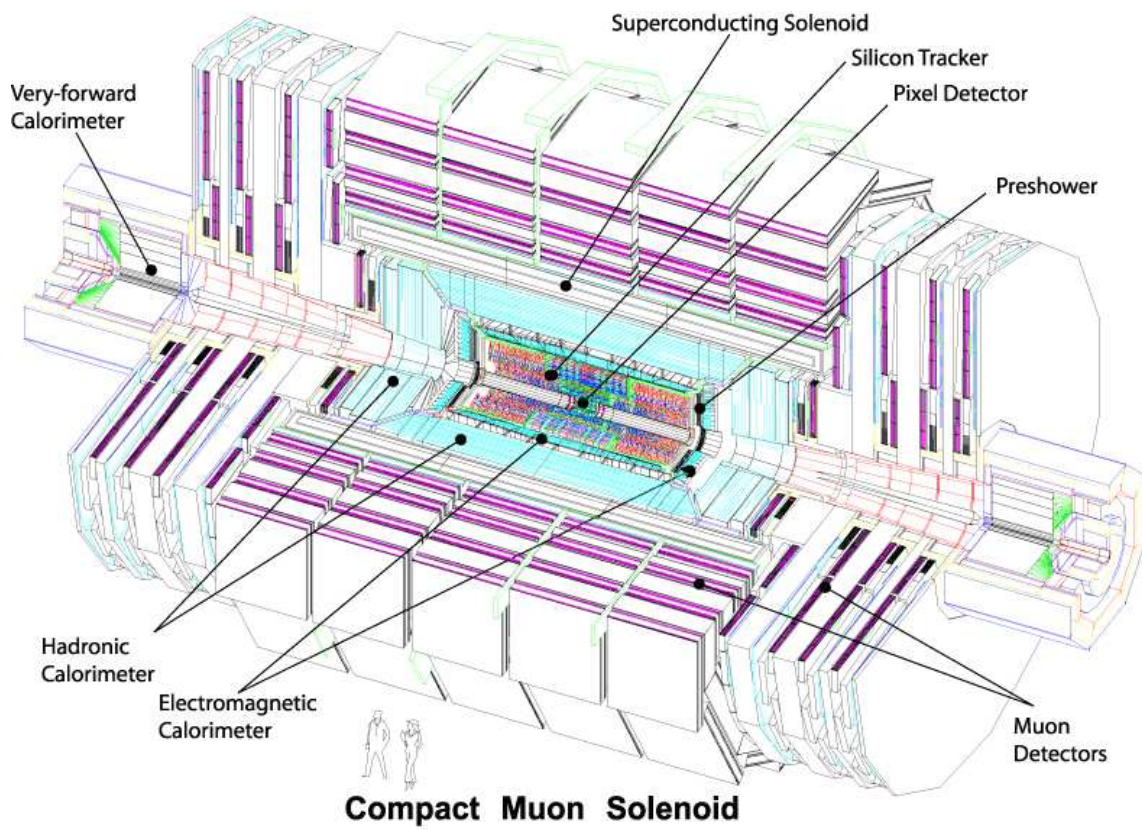 Superconducting Solenoid
Silicon Tracker
Pixel Detector
Very-forward
Calorimeter
Preshower
Hadronic
Calorimeter
Electromagnetic
Calorimeter
Muon
Detectors
Compact Muon Solenoid